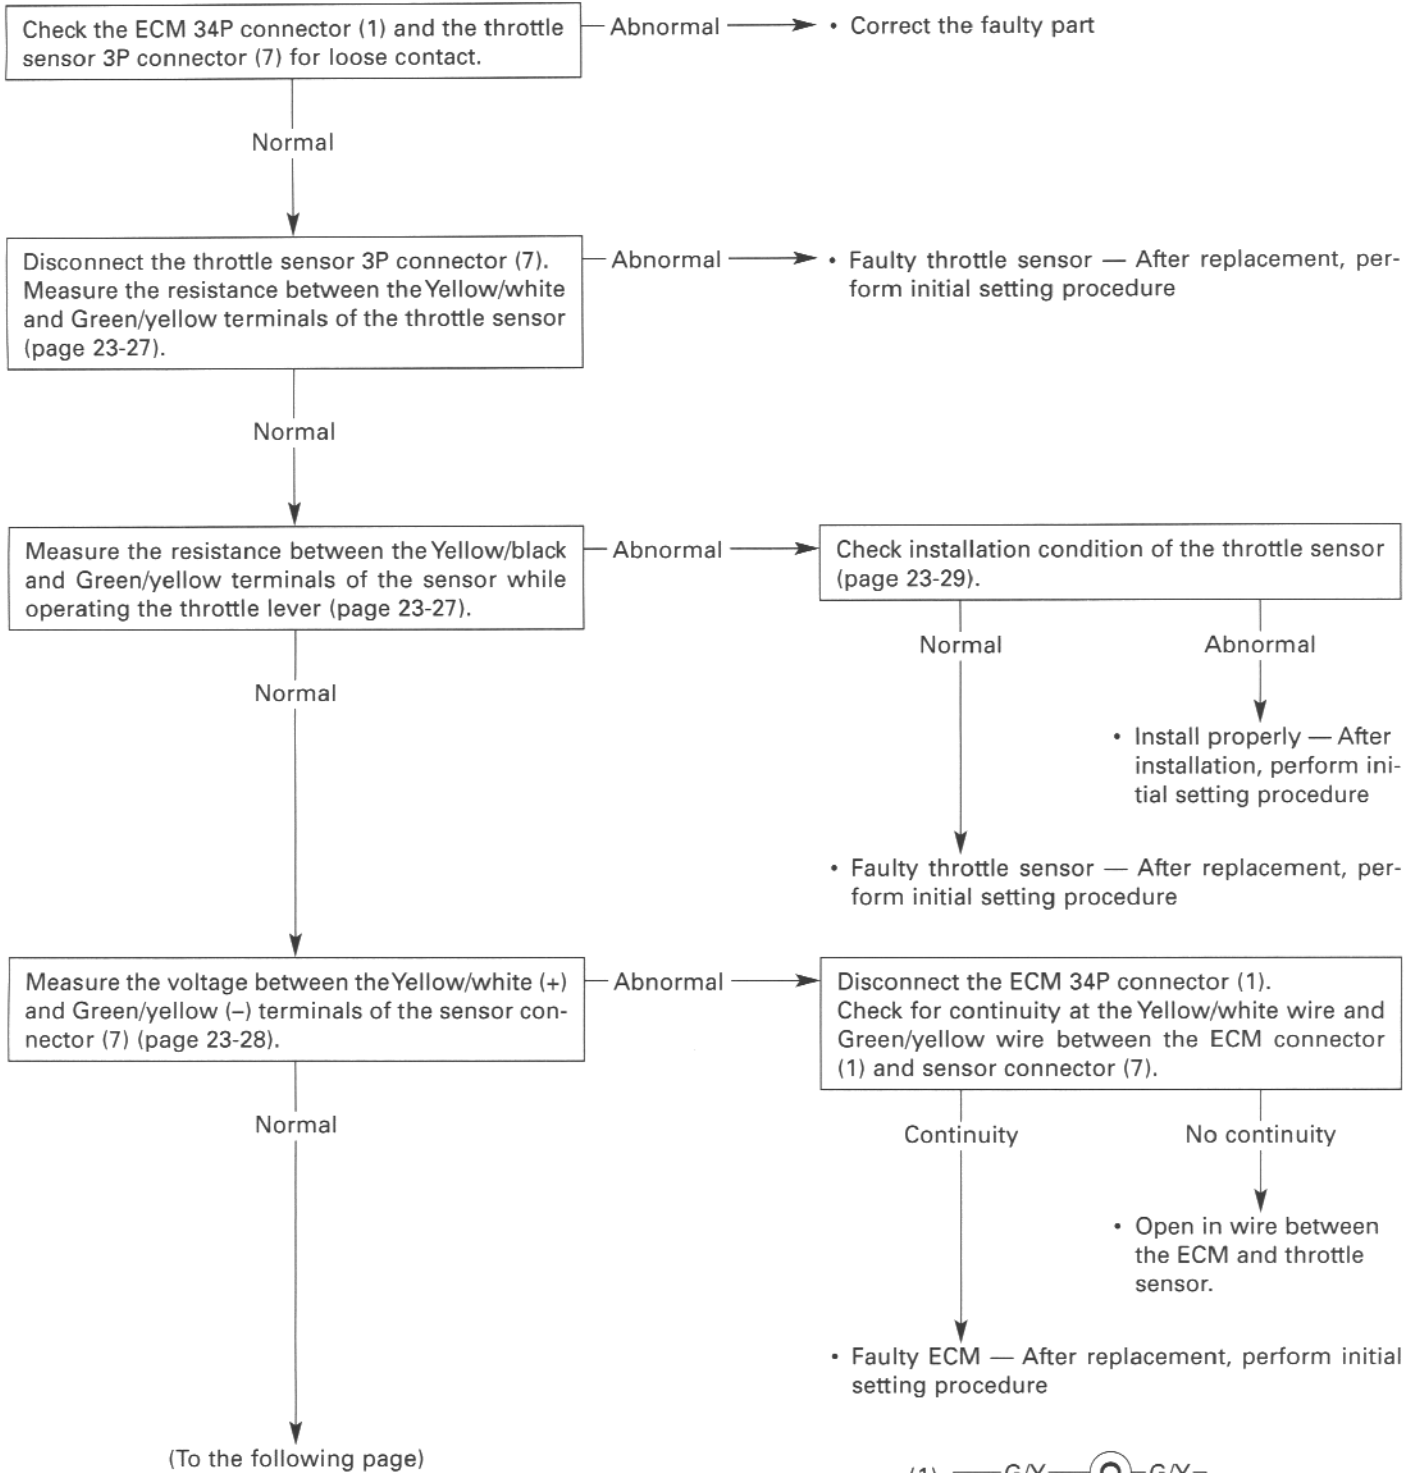 Check the ECM 34P connector (1) and the throttle
sensor 3P connector (7) for loose contact.
Abnormal
• Correct the faulty part
Normal
Disconnect the throttle sensor 3P connector (7).
Measure the resistance between the Yellow/white
and Green/yellow terminals of the throttle sensor
(page 23-27).
Abnormal
• Faulty throttle sensor — After replacement, per-
form initial setting procedure
Normal
Measure the resistance between the Yellow/black
and Green/yellow terminals of the sensor while
operating the throttle lever (page 23-27).
Abnormal
Check installation condition of the throttle sensor
(page 23-29).
Normal
Abnormal
Normal
• Install properly — After
installation, perform ini-
tial setting procedure
• Faulty throttle sensor — After replacement, per-
form initial setting procedure
Measure the voltage between the Yellow/white (+)
and Green/yellow (–) terminals of the sensor con-
nector (7) (page 23-28).
Abnormal
Disconnect the ECM 34P connector (1).
Check for continuity at the Yellow/white wire and
Green/yellow wire between the ECM connector
(1) and sensor connector (7).
Normal
Continuity
No continuity
• Open in wire between
the ECM and throttle
sensor.
• Faulty ECM — After replacement, perform initial
setting procedure
(To the following page)
(1) G/Y G/Y